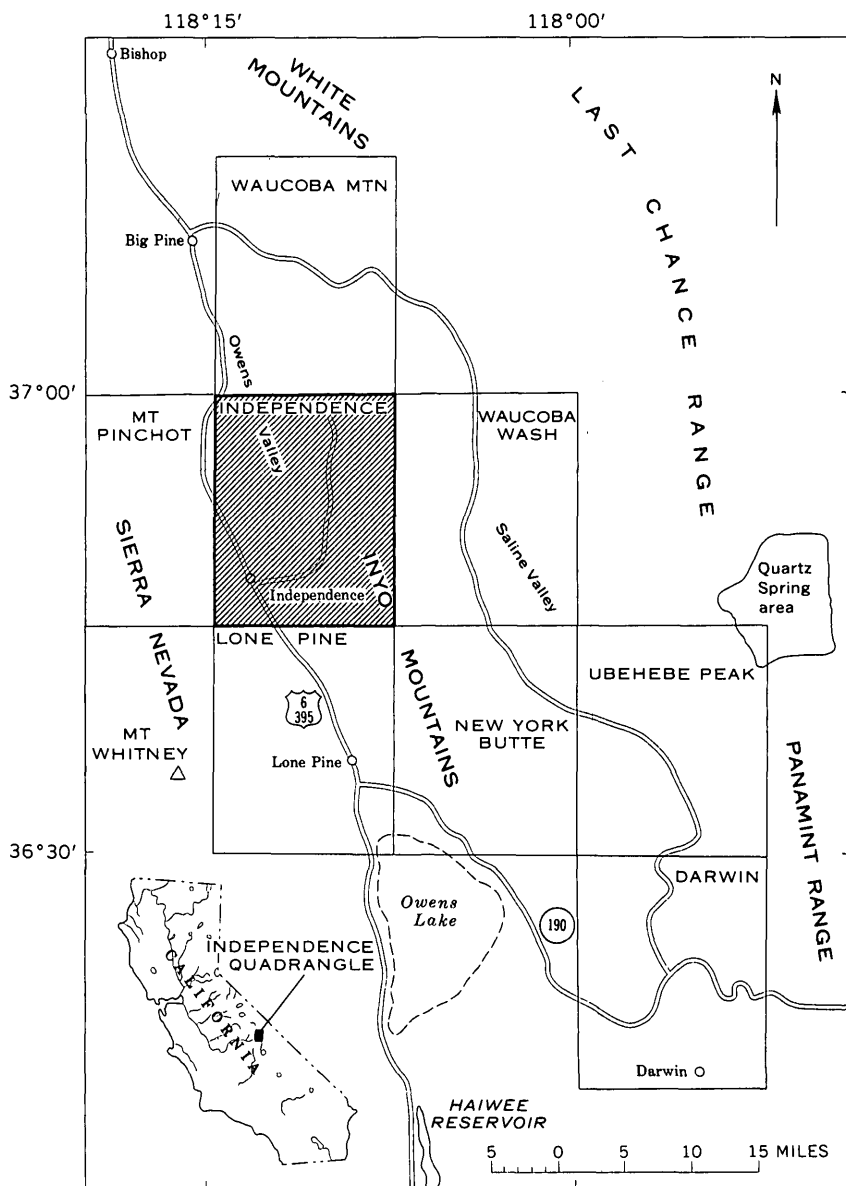 118°15'
118°00'
Bishop
WHITE
MOUNTAINS
LAST CHANCE RANGE
N
WAUCOBA MTN
Big Pine
Owens
Valley
37°00'
MT
PINCHOT
INDEPENDENCE
WAUCOBA
WASH
SIERRA
NEVADA
Saline Valley
Quartz
Spring
area
INYO
MOUNTAINS
Independence
LONE PINE
UBEHEBE PEAK
6
395
NEW YORK
BUTTE
MT
WHITNEY
Lone Pine
PANAMINT RANGE
36°30'
DARWIN
Owens
Lake
190
INDEPENDENCE
QUADRANGLE
CALIFORNIA
Darwin
HAIWEE
RESERVOIR
5 0 5 10 15 MILES